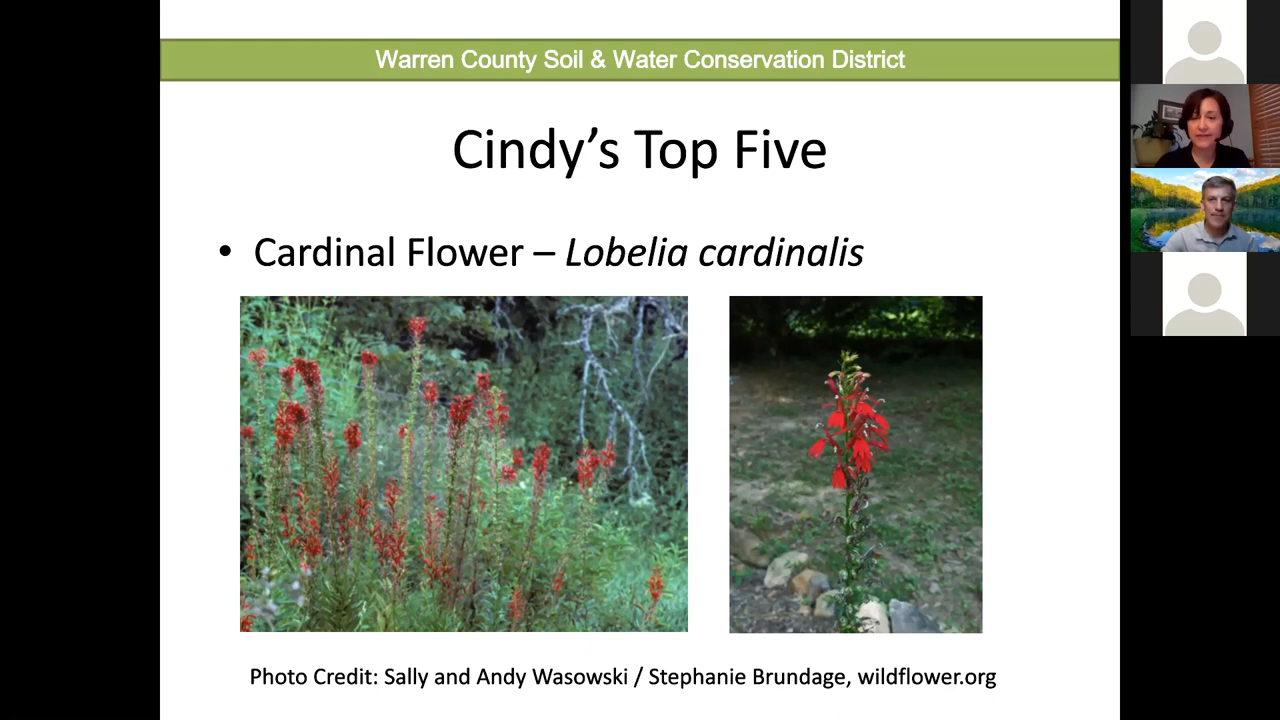 Warren County Soil & Water Conservation District
Cindy’s Top Five
• Cardinal Flower – Lobelia cardinalis
Photo Credit: Sally and Andy Wasowski / Stephanie Brundage, wildflower.org